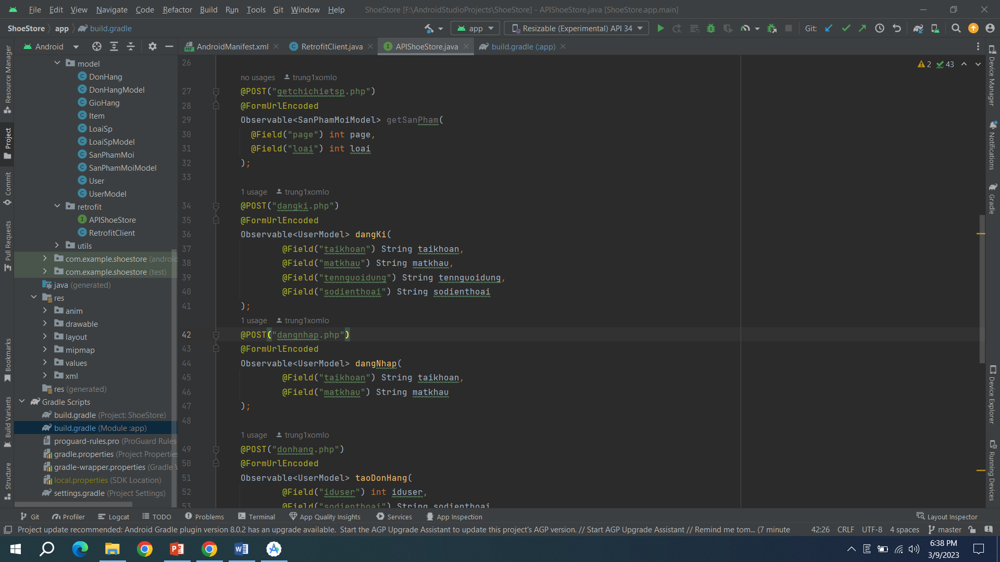 File Edit View Navigate Code Refactor Build Run Tools Git Window Help ShoeStore [F:\AndroidStudioProjects\ShoeStore] - APIShoeStore.java [ShoeStore.app.main]
ShoeStore app build.gradle app Resizable (Experimental) API 34 Git:
Android AndroidManifest.xml RetrofitClient.java APIShoeStore.java build.gradle (:app)
Resource Manager
Project
Commit
Pull Requests
Bookmarks
Build Variants
Structure
model
DonHang
DonHangModel
GioHang
Item
LoaiSp
LoaiSpModel
SanPhamMoi
SanPhamMoiModel
User
UserModel
retrofit
APIShoeStore
RetrofitClient
utils
com.example.shoestore
com.example.shoestore (test)
java (generated)
res
anim
drawable
layout
mipmap
values
xml
res (generated)
Gradle Scripts
build.gradle (Project: ShoeStore)
build.gradle (Module :app)
proguard-rules.pro (ProGuard Rules
gradle.properties
gradle-wrapper.properties
local.properties (SDK Location)
settings.gradle (Project Settings)
2 43
26
no usages trung1xomlo
27 @POST("getchichietsp.php")
28 @FormUrlEncoded
29 Observable<SanPhamMoiModel> getSanPham(
30 @Field("page") int page,
31 @Field("loai") int loai
32 );
33
1 usage trung1xomlo
34 @POST("dangki.php")
35 @FormUrlEncoded
36 Observable<UserModel> dangKi(
37 @Field("taikhoan") String taikhoan,
38 @Field("matkhau") String matkhau,
39 @Field("tennguoidung") String tennguoidung,
40 @Field("sodienthoai") String sodienthoai
41 );
1 usage trung1xomlo
42 @POST("dangnhap.php")
43 @FormUrlEncoded
44 Observable<UserModel> dangNhap(
45 @Field("taikhoan") String taikhoan,
46 @Field("matkhau") String matkhau
47 );
48
1 usage trung1xomlo
49 @POST("donhang.php")
50 @FormUrlEncoded
51 Observable<UserModel> taoDonHang(
52 @Field("iduser") int iduser,
53 @Field("sodienthoai") String sodienthoai
Device Manager
Notifications
Gradle
Device Explorer
Running Devices
Git Profiler Logcat TODO Problems Terminal App Quality Insights Services App Inspection Layout Inspector
Project update recommended: Android Gradle plugin version 8.0.2 has an upgrade available. Start the AGP Upgrade Assistant to update this project's AGP version. // Start AGP Upgrade Assistant // Remind me tom... (7 minute 42:26 CRLF UTF-8 4 spaces master
6:38 PM
3/9/2023